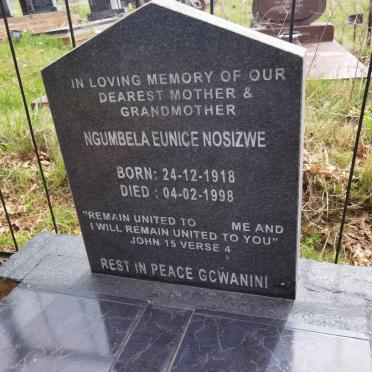 IN LOVING MEMORY OF OUR
DEAREST MOTHER &
GRANDMOTHER
NGUMBELA EUNICE NOSIZWE
BORN: 24-12-1918
DIED : 04-02-1998
"REMAIN UNITED TO ME AND
I WILL REMAIN UNITED TO YOU"
JOHN 15 VERSE 4
REST IN PEACE GCWANINI